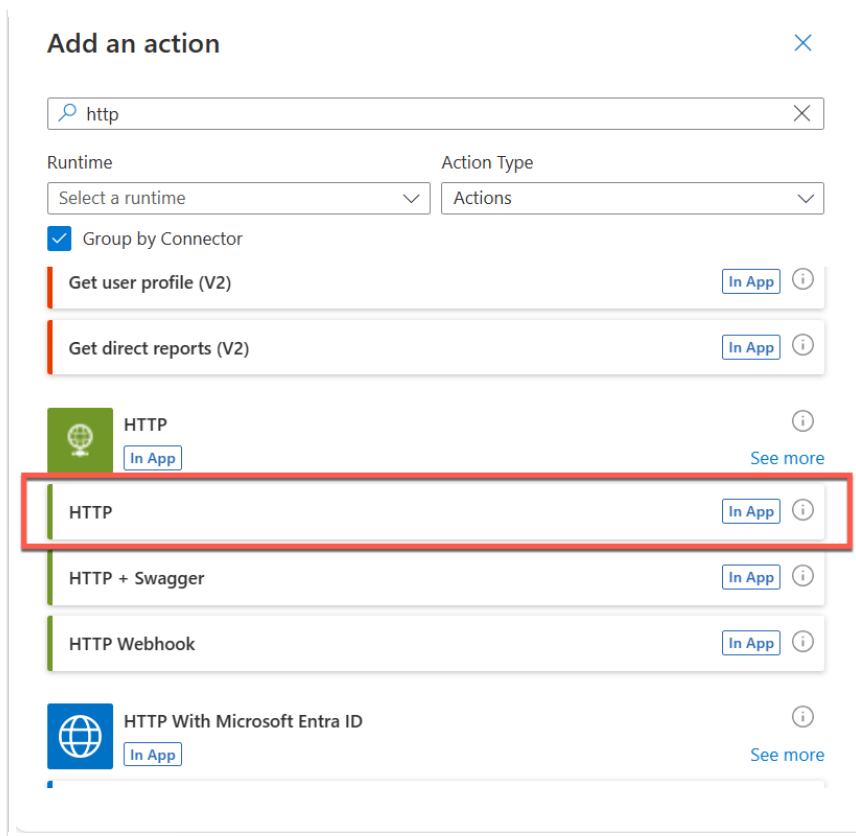 Add an action
http
Runtime
Action Type
Select a runtime
Actions
Group by Connector
Get user profile (V2)
In App
Get direct reports (V2)
In App
HTTP
In App
See more
HTTP
In App
HTTP + Swagger
In App
HTTP Webhook
In App
HTTP With Microsoft Entra ID
In App
See more